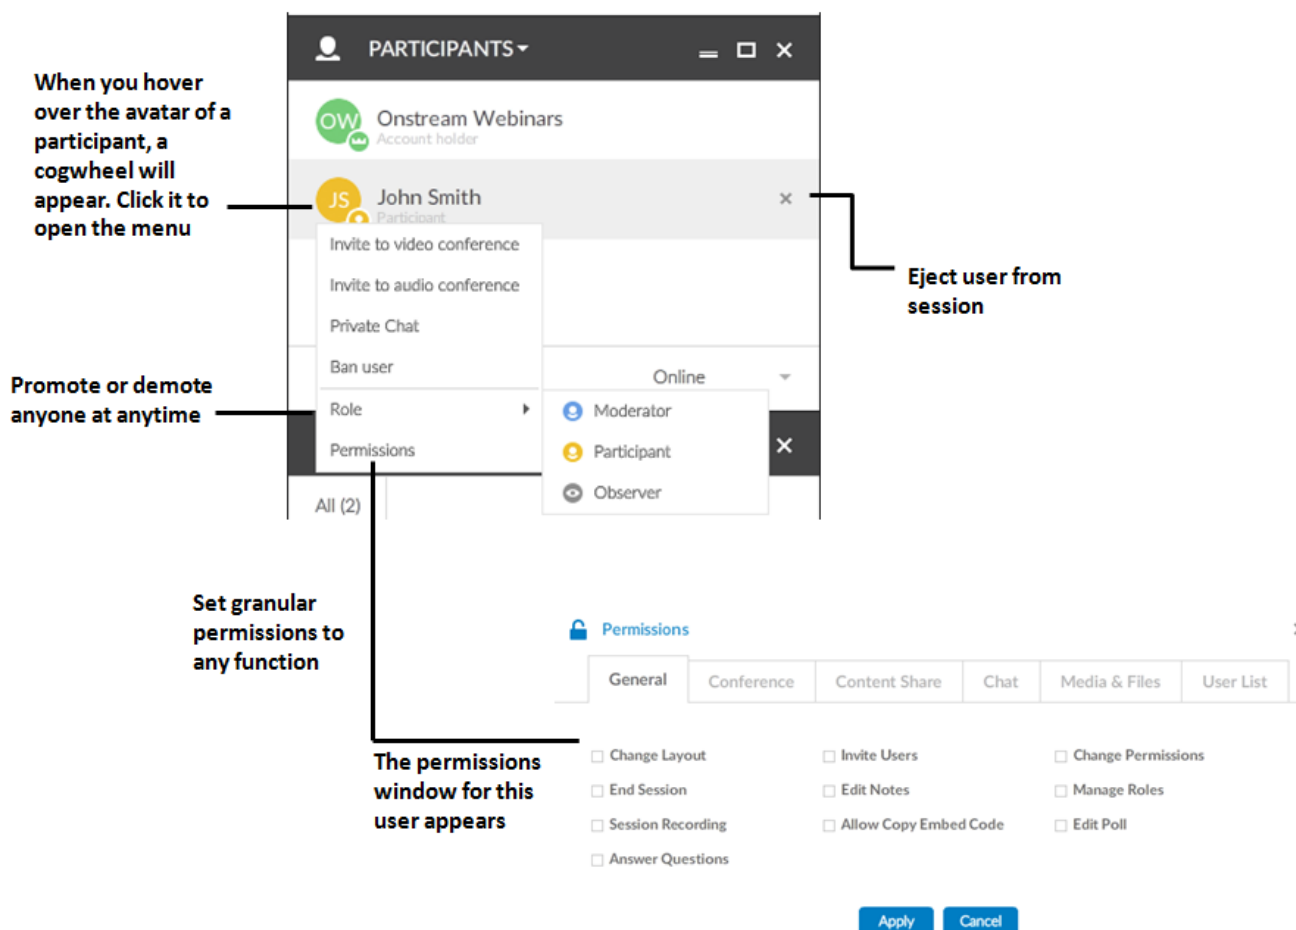 PARTICIPANTS
When you hover
over the avatar of a
participant, a
cogwheel will
appear. Click it to
open the menu
OW
Onstream Webinars
Account holder
JS
John Smith
Participant
Invite to video conference
Invite to audio conference
Private Chat
Ban user
Role
Permissions
Eject user from
session
Promote or demote
anyone at anytime
Online
Moderator
Participant
Observer
All (2)
Set granular
permissions to
any function
Permissions
General
Conference
Content Share
Chat
Media & Files
User List
The permissions
window for this
user appears
Change Layout
Invite Users
Change Permissions
End Session
Edit Notes
Manage Roles
Session Recording
Allow Copy Embed Code
Edit Poll
Answer Questions
Apply
Cancel